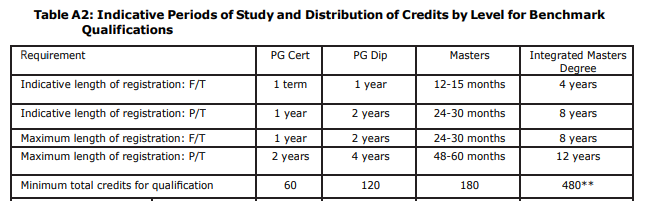 Table A2: Indicative Periods of Study and Distribution of Credits by Level for Benchmark
Qualifications
Requirement PG Cert PG Dip Masters Integrated Masters
Degree
Indicative length of registration: F/T 1 term 1 year 12-15 months 4 years
Indicative length of registration: P/T 1 year 2 years 24-30 months 8 years
Maximum length of registration: F/T 1 year 2 years 24-30 months 8 years
Maximum length of registration: P/T 2 years 4 years 48-60 months 12 years
Minimum total credits for qualification 60 120 180 480**